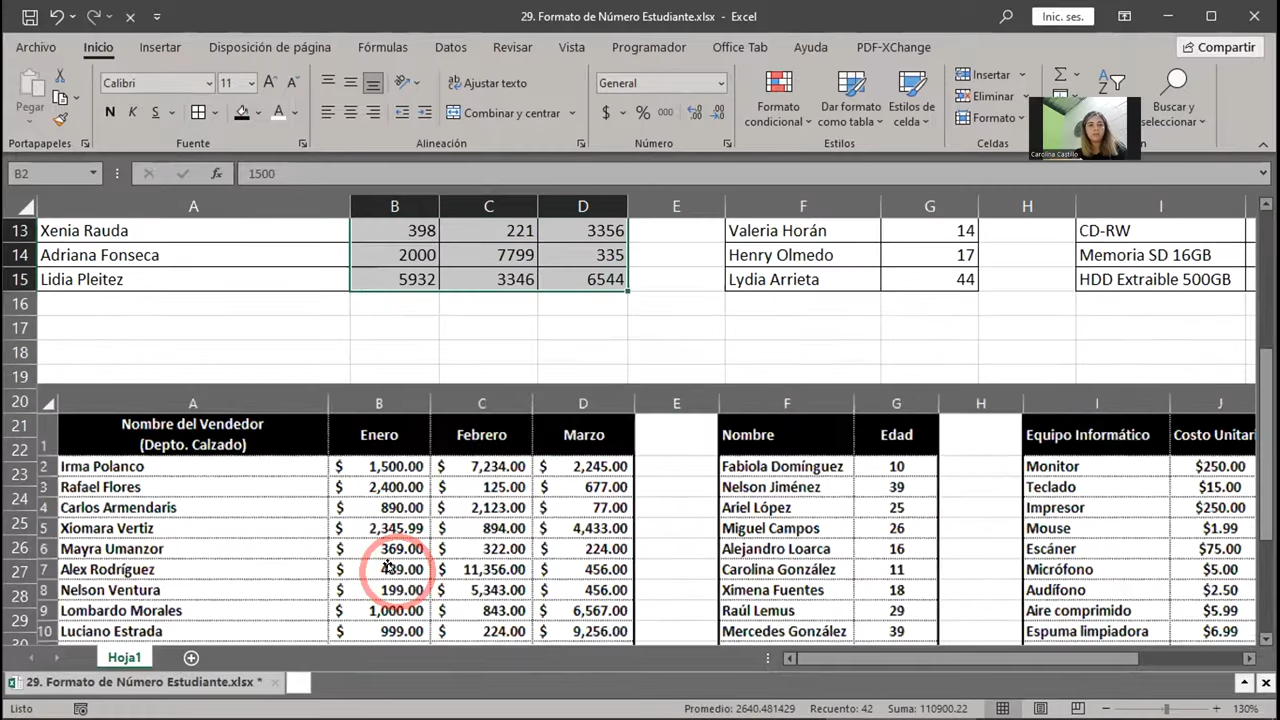 29. Formato de Número Estudiante.xlsx - Excel
Inic. ses.
Archivo Inicio Insertar Disposición de página Fórmulas Datos Revisar Vista Programador Office Tab Ayuda PDF-XChange Compartir
Pegar
Calibri 11
N K S
Ajustar texto
Combinar y centrar
General
$ % 000
Formato condicional
Dar formato como tabla
Estilos de celda
Insertar
Eliminar
Formato
Buscar y seleccionar
Portapapeles Fuente Alineación Número Estilos Celdas
Carolina Castillo
B2 fx 1500
A B C D E F G H I
13 Xenia Rauda 398 221 3356 Valeria Horán 14 CD-RW
14 Adriana Fonseca 2000 7799 335 Henry Olmedo 17 Memoria SD 16GB
15 Lidia Pleitez 5932 3346 6544 Lydia Arrieta 44 HDD Extraible 500GB
16
17
18
19
20
21
22
23
24
25
26
27
28
29
A B C D E F G H I J
1 Nombre del Vendedor (Depto. Calzado) Enero Febrero Marzo Nombre Edad Equipo Informático Costo Unitari
2 Irma Polanco $ 1,500.00 $ 7,234.00 $ 2,245.00 Fabiola Domínguez 10 Monitor $250.00
3 Rafael Flores $ 2,400.00 $ 125.00 $ 677.00 Nelson Jiménez 39 Teclado $15.00
4 Carlos Armendaris $ 890.00 $ 2,123.00 $ 77.00 Ariel López 25 Impresor $250.00
5 Xiomara Vertiz $ 2,345.99 $ 894.00 $ 4,433.00 Miguel Campos 26 Mouse $1.99
6 Mayra Umanzor $ 369.00 $ 322.00 $ 224.00 Alejandro Loarca 16 Escáner $75.00
7 Alex Rodríguez $ $ 11,356.00 $ 456.00 Carolina González 11 Micrófono $5.00
8 Nelson Ventura $ 199.00 $ 5,343.00 $ 456.00 Ximena Fuentes 18 Audífono $2.50
9 Lombardo Morales $ 1,000.00 $ 843.00 $ 6,567.00 Raúl Lemus 29 Aire comprimido $5.99
10 Luciano Estrada $ 999.00 $ 224.00 $ 9,256.00 Mercedes González 39 Espuma limpiadora $6.99
Hoja1
29. Formato de Número Estudiante.xlsx *
Listo Promedio: 2640.481429 Recuento: 42 Suma: 110900.22 130%